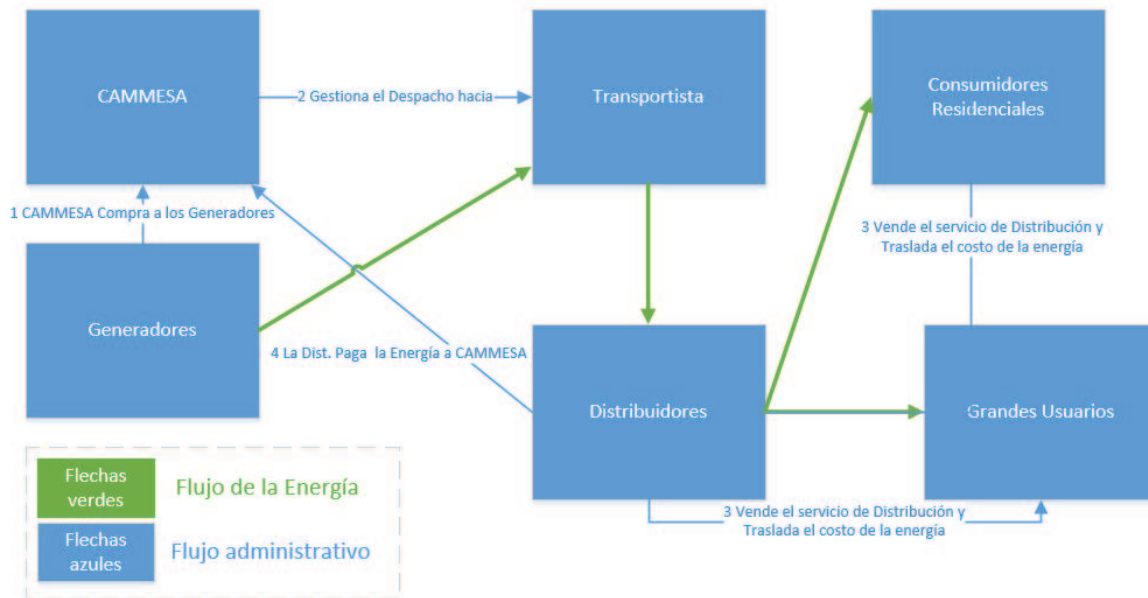 CAMMESA
2 Gestiona el Despacho hacia
Transportista
Consumidores
Residenciales
1 CAMMESA Compra a los Generadores
3 Vende el servicio de Distribución y
Traslada el costo de la energía
Generadores
4 La Dist. Paga la Energía a CAMMESA
Distribuidores
Grandes Usuarios
Flechas
verdes
Flujo de la Energía
3 Vende el servicio de Distribución y
Traslada el costo de la energía
Flechas
azules
Flujo administrativo